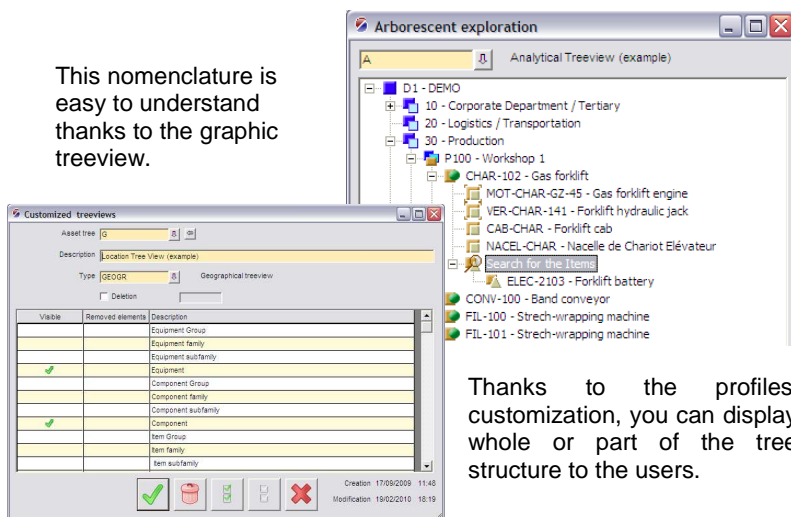 This nomenclature is
easy to understand
thanks to the graphic
treeview.
Arborescent exploration
A
Analytical Treeview (example)
D1 - DEMO
10 - Corporate Department / Tertiary
20 - Logistics / Transportation
30 - Production
P100 - Workshop 1
CHAR-102 - Gas forklift
MOT-CHAR-GZ-45 - Gas forklift engine
VER-CHAR-141 - Forklift hydraulic jack
CAB-CHAR - Forklift cab
NACEL-CHAR - Nacelle de Chariot Elévateur
Search for the Items
ELEC-2103 - Forklift battery
CONV-100 - Band conveyor
FIL-100 - Strech-wrapping machine
FIL-101 - Strech-wrapping machine
Customized treeviews
Asset tree G
Description Location Tree View (example)
Type GEOGR Geographical treeview
Deletion
Visible Removed elements Description
Equipment Group
Equipment family
Equipment subfamily
Equipment
Component Group
Component family
Component subfamily
Component
Item Group
Item family
Item subfamily
Creation 17/09/2009 11:48
Modification 19/02/2010 18:19
Thanks to the profiles
customization, you can display
whole or part of the tree
structure to the users.